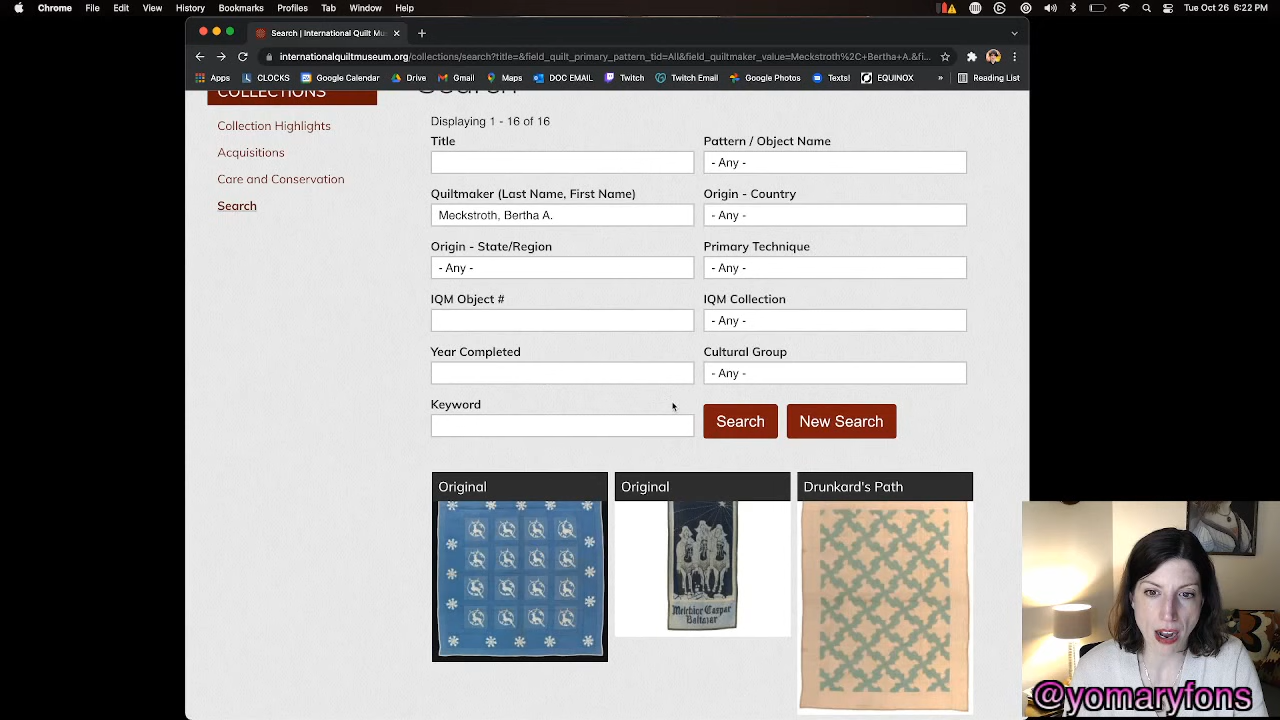 Chrome File Edit View History Bookmarks Profiles Tab Window Help Tue Oct 26 6:22 PM
Search | International Quilt Mus
internationalquiltmuseum.org/collections/search?title=&field_quilt_primary_pattern_tid=All&field_quiltmaker_value=Meckstroth%2C+Bertha+A.&fi...
Apps CLOCKS Google Calendar Drive Gmail Maps DOC EMAIL Twitch Twitch Email Google Photos Texts! EQUINOX » Reading List
COLLECTIONS
Search
Collection Highlights
Acquisitions
Care and Conservation
Search
Displaying 1 - 16 of 16
Title Pattern / Object Name
- Any -
Quiltmaker (Last Name, First Name) Origin - Country
Meckstroth, Bertha A. - Any -
Origin - State/Region Primary Technique
- Any - - Any -
IQM Object # IQM Collection
- Any -
Year Completed Cultural Group
- Any -
Keyword
Search New Search
Original Original Drunkard's Path
Melchior Caspar
Baltazar
@yomaryfons